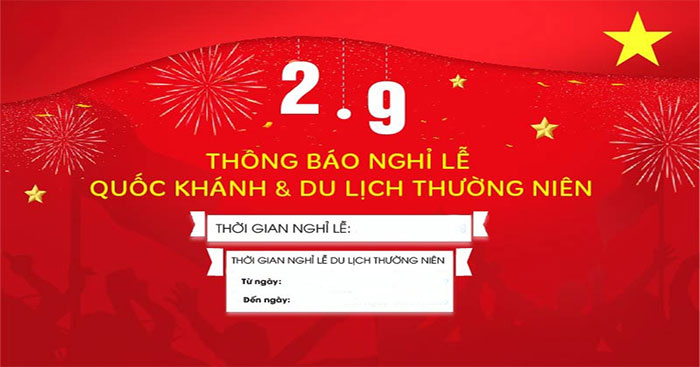 2.9
THÔNG BÁO NGHỈ LỄ
QUỐC KHÁNH & DU LỊCH THƯỜNG NIÊN
THỜI GIAN NGHỈ LỄ:
THỜI GIAN NGHỈ LỄ DU LỊCH THƯỜNG NIÊN
Từ ngày:
Đến ngày: